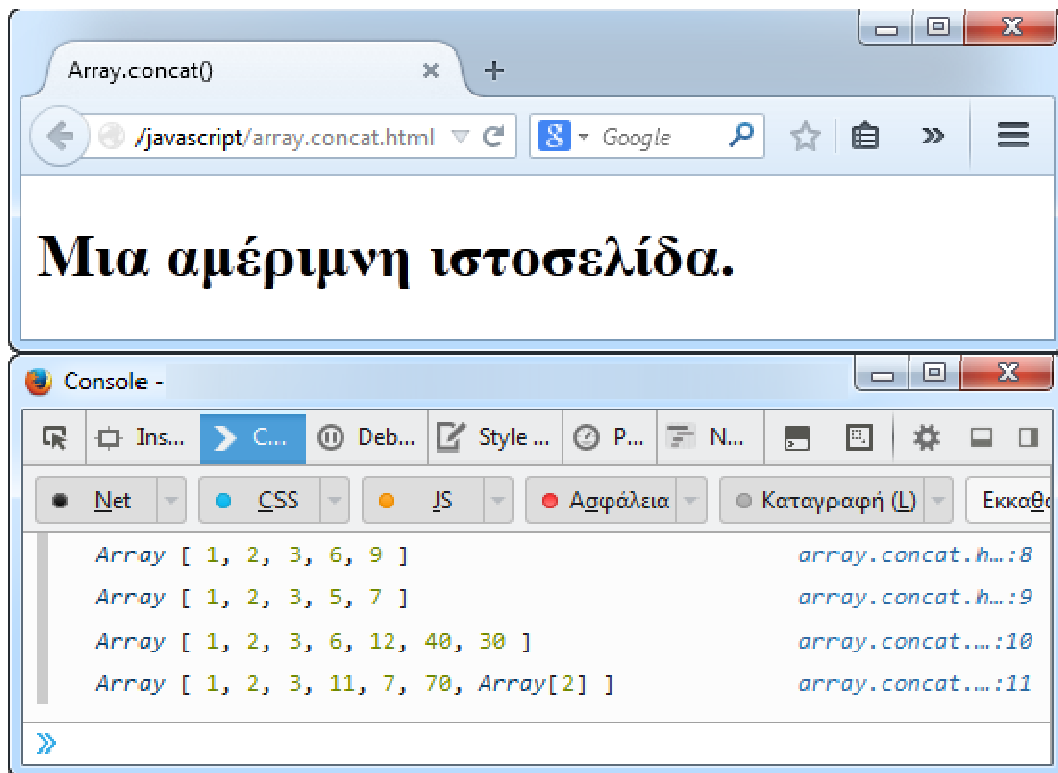 Array.concat()
/javascript/array.concat.html
8 Google
Μια αμέριμνη ιστοσελίδα.
Console -
Ins... C... Deb... Style ... P... N...
Net CSS JS Ασφάλεια Καταγραφή (L) Εκκαθα
Array [ 1, 2, 3, 6, 9 ] array.concat.h…:8
Array [ 1, 2, 3, 5, 7 ] array.concat.h…:9
Array [ 1, 2, 3, 6, 12, 40, 30 ] array.concat.…:10
Array [ 1, 2, 3, 11, 7, 70, Array[2] ] array.concat.…:11